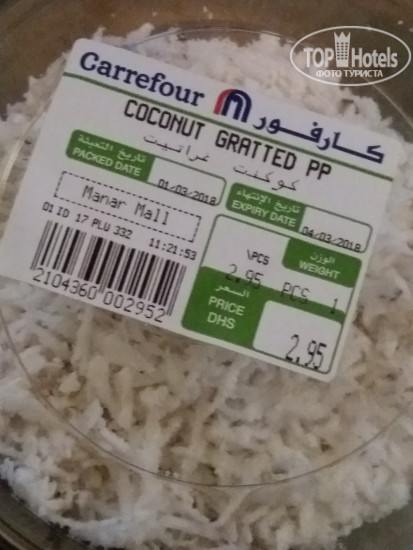 TOP Hotels
ФОТО ТУРИСТА
Carrefour كارفور
COCONUT GRATTED PP
كوكنت غراتيت
تاريخ التعبئة
PACKED DATE
01/03/2018
تاريخ الإنتهاء
EXPIRY DATE
04/03/2018
Manar Mall
01 ID 17 PLU 332 11:21:53
2104360 002952
\PCS
2.95 PCS 1
الوزن
WEIGHT
السعر
PRICE
DHS
2.95